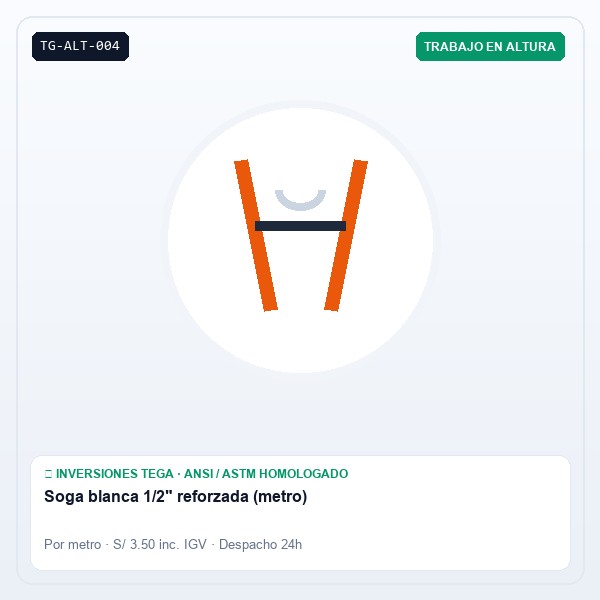 TG-ALT-004
TRABAJO EN ALTURA
INVERSIONES TEGA · ANSI / ASTM HOMOLOGADO
Soga blanca 1/2" reforzada (metro)
Por metro · S/ 3.50 inc. IGV · Despacho 24h